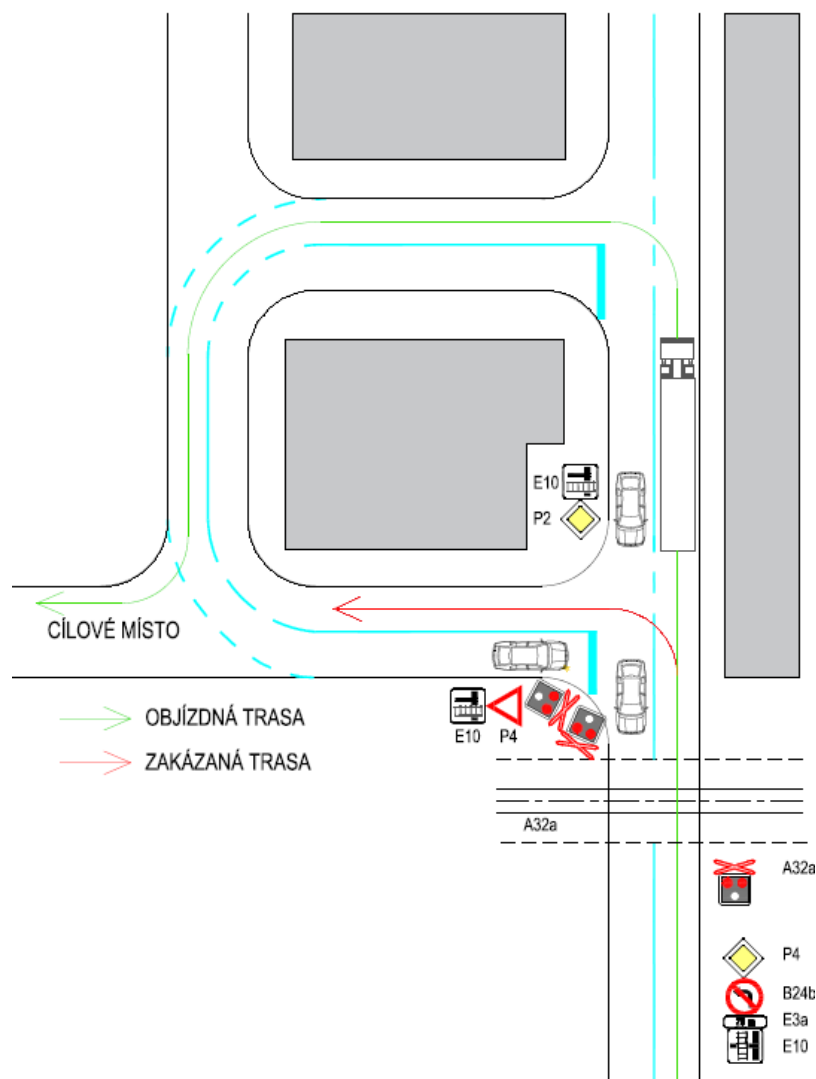 E10
P2
CÍLOVÉ MÍSTO
E10 P4
OBJÍZDNÁ TRASA
ZAKÁZANÁ TRASA
A32a
A32a
P4
B24b
E3a
E10